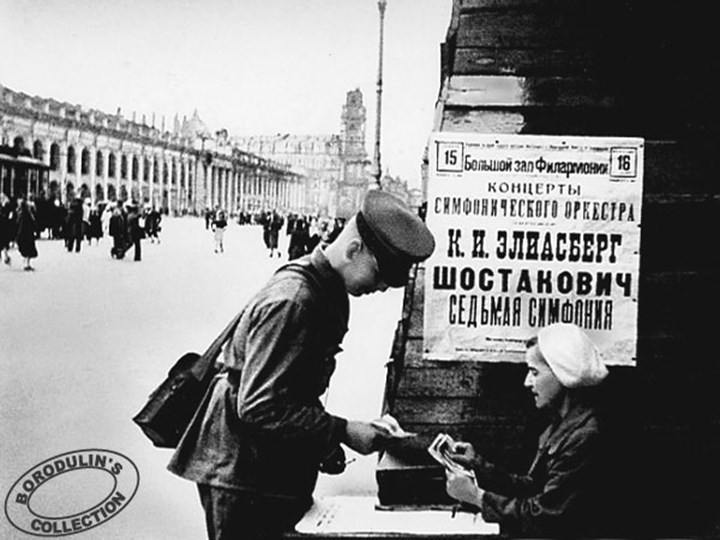 15 Большой зал Филармонии 16
КОНЦЕРТЫ
СИМФОНИЧЕСКОГО ОРКЕСТРА
К. И. ЭЛИАСБЕРГ
ШОСТАКОВИЧ
СЕДЬМАЯ СИМФОНИЯ
BORODULIN'S
COLLECTION